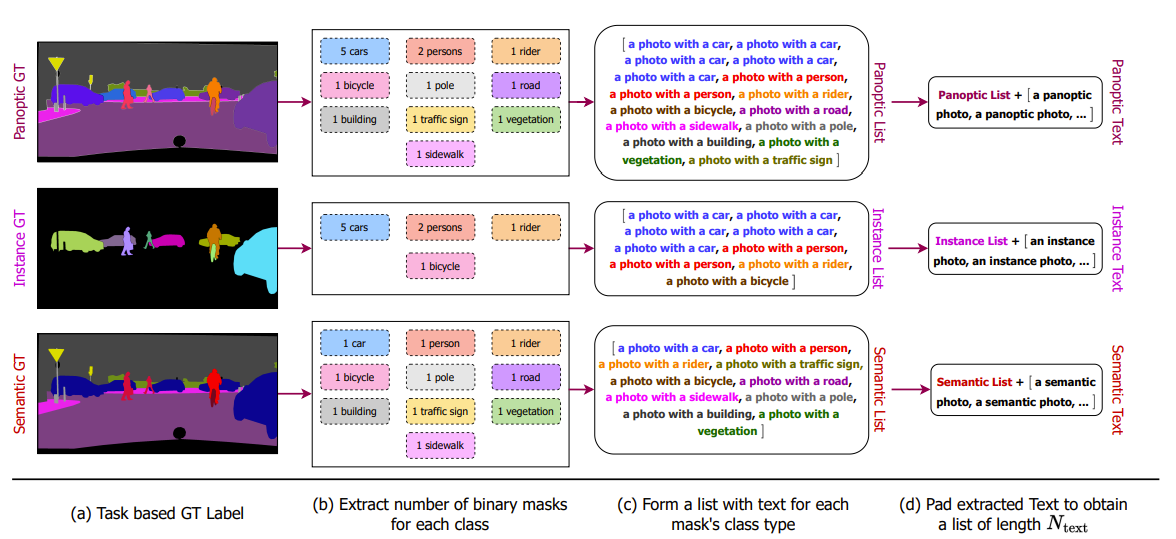 Panoptic GT
5 cars
2 persons
1 rider
1 bicycle
1 pole
1 road
1 building
1 traffic sign
1 vegetation
1 sidewalk
[ a photo with a car, a photo with a car,
a photo with a car, a photo with a car,
a photo with a car, a photo with a person,
a photo with a person, a photo with a rider,
a photo with a bicycle, a photo with a road,
a photo with a sidewalk, a photo with a pole,
a photo with a building, a photo with a
vegetation, a photo with a traffic sign ]
Panoptic List
Panoptic List + [ a panoptic
photo, a panoptic photo, ... ]
Panoptic Text
Instance GT
5 cars
2 persons
1 rider
1 bicycle
[ a photo with a car, a photo with a car,
a photo with a car, a photo with a car,
a photo with a car, a photo with a person,
a photo with a person, a photo with a rider,
a photo with a bicycle ]
Instance List
Instance List + [ an instance
photo, an instance photo, ... ]
Instance Text
Semantic GT
1 car
1 person
1 rider
1 bicycle
1 pole
1 road
1 building
1 traffic sign
1 vegetation
1 sidewalk
[ a photo with a car, a photo with a person,
a photo with a rider, a photo with a traffic sign,
a photo with a bicycle, a photo with a road,
a photo with a sidewalk, a photo with a pole,
a photo with a building, a photo with a
vegetation ]
Semantic List
Semantic List + [ a semantic
photo, a semantic photo, ... ]
Semantic Text
(a) Task based GT Label
(b) Extract number of binary masks
for each class
(c) Form a list with text for each
mask's class type
(d) Pad extracted Text to obtain
a list of length N_text